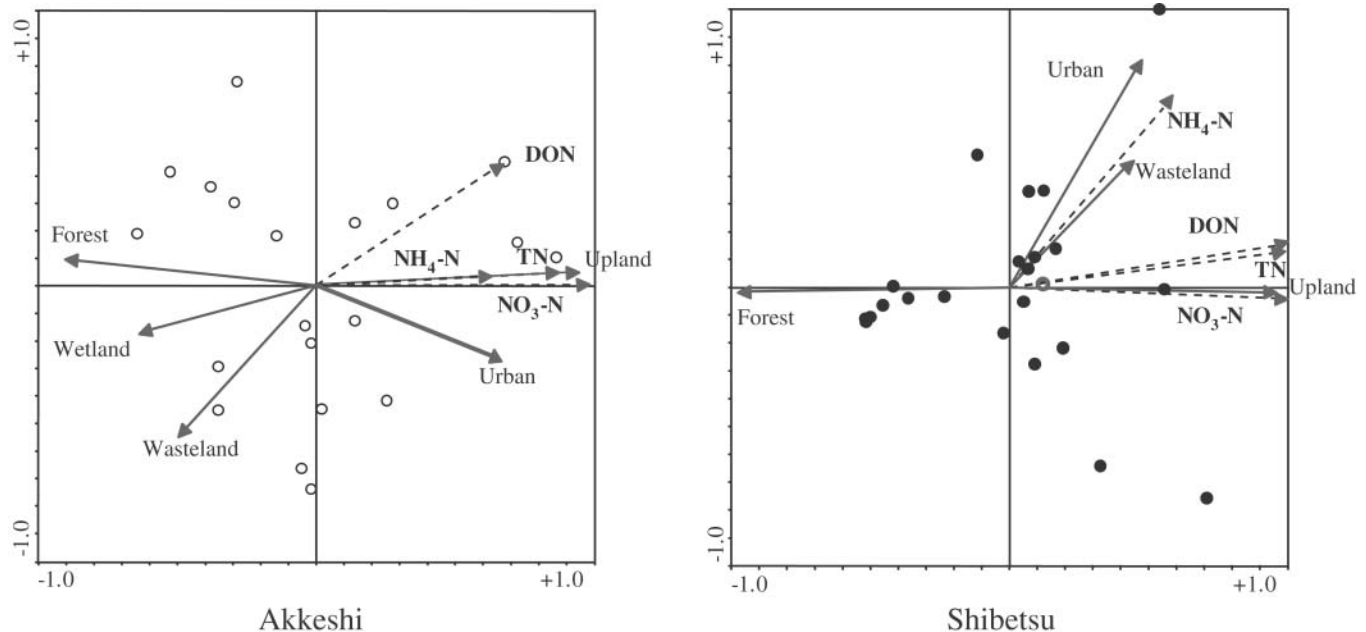 +1.0
DON
Forest
NH4-N
TN
Upland
NO3-N
Wetland
Urban
Wasteland
-1.0
-1.0
+1.0
Akkeshi
+1.0
Urban
NH4-N
Wasteland
DON
TN
Forest
Upland
NO3-N
-1.0
-1.0
+1.0
Shibetsu